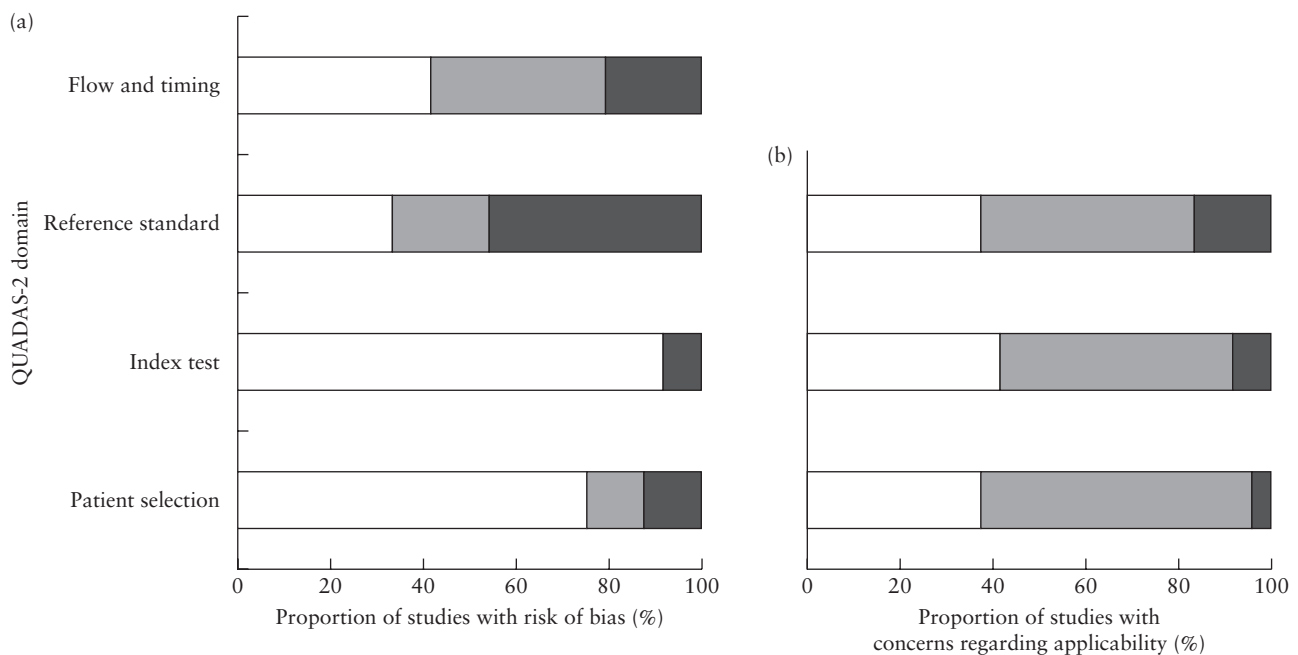 (a)
QUADAS-2 domain
Flow and timing
Reference standard
Index test
Patient selection
0 20 40 60 80 100
Proportion of studies with risk of bias (%)
(b)
0 20 40 60 80 100
Proportion of studies with
concerns regarding applicability (%)